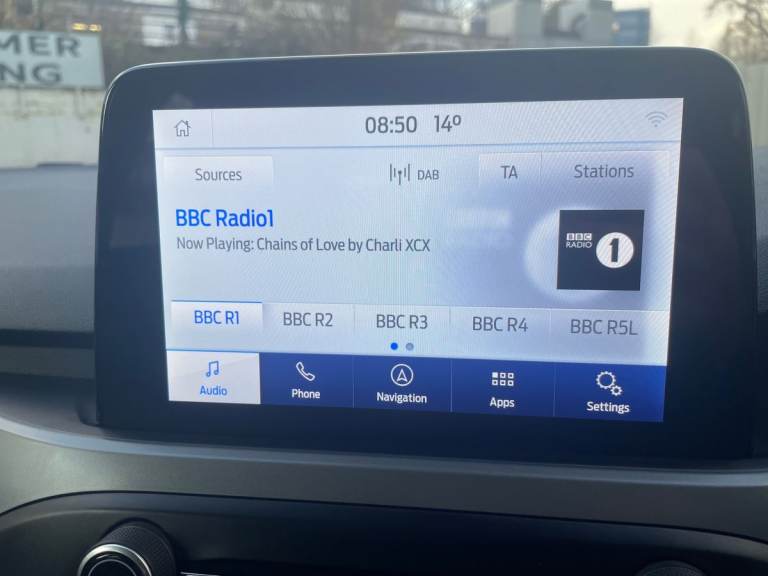 MER
NG
08:50 14º
Sources
DAB
TA
Stations
BBC Radio1
Now Playing: Chains of Love by Charli XCX
BBC
RADIO
1
BBC R1
BBC R2
BBC R3
BBC R4
BBC R5L
Audio
Phone
Navigation
Apps
Settings